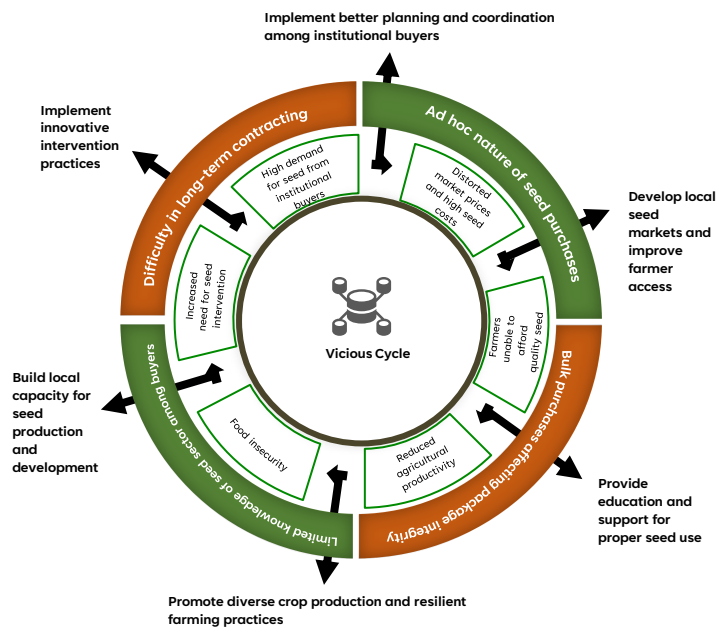 Implement better planning and coordination
among institutional buyers
Implement
innovative
intervention
practices
Difficulty in long-term contracting
Ad hoc nature of seed purchases
High demand
for seed from
institutional
buyers
Distorted
market prices
and high seed
costs
Develop local
seed
markets and
improve
farmer
access
Increased
need for seed
intervention
Farmers
unable to
afford
quality seed
Vicious Cycle
Build local
capacity for
seed
production
and
development
Limited knowledge of seed sector among buyers
Bulk purchases affecting package integrity
Food insecurity
Reduced
agricultural
productivity
Provide
education and
support for
proper seed use
Promote diverse crop production and resilient
farming practices